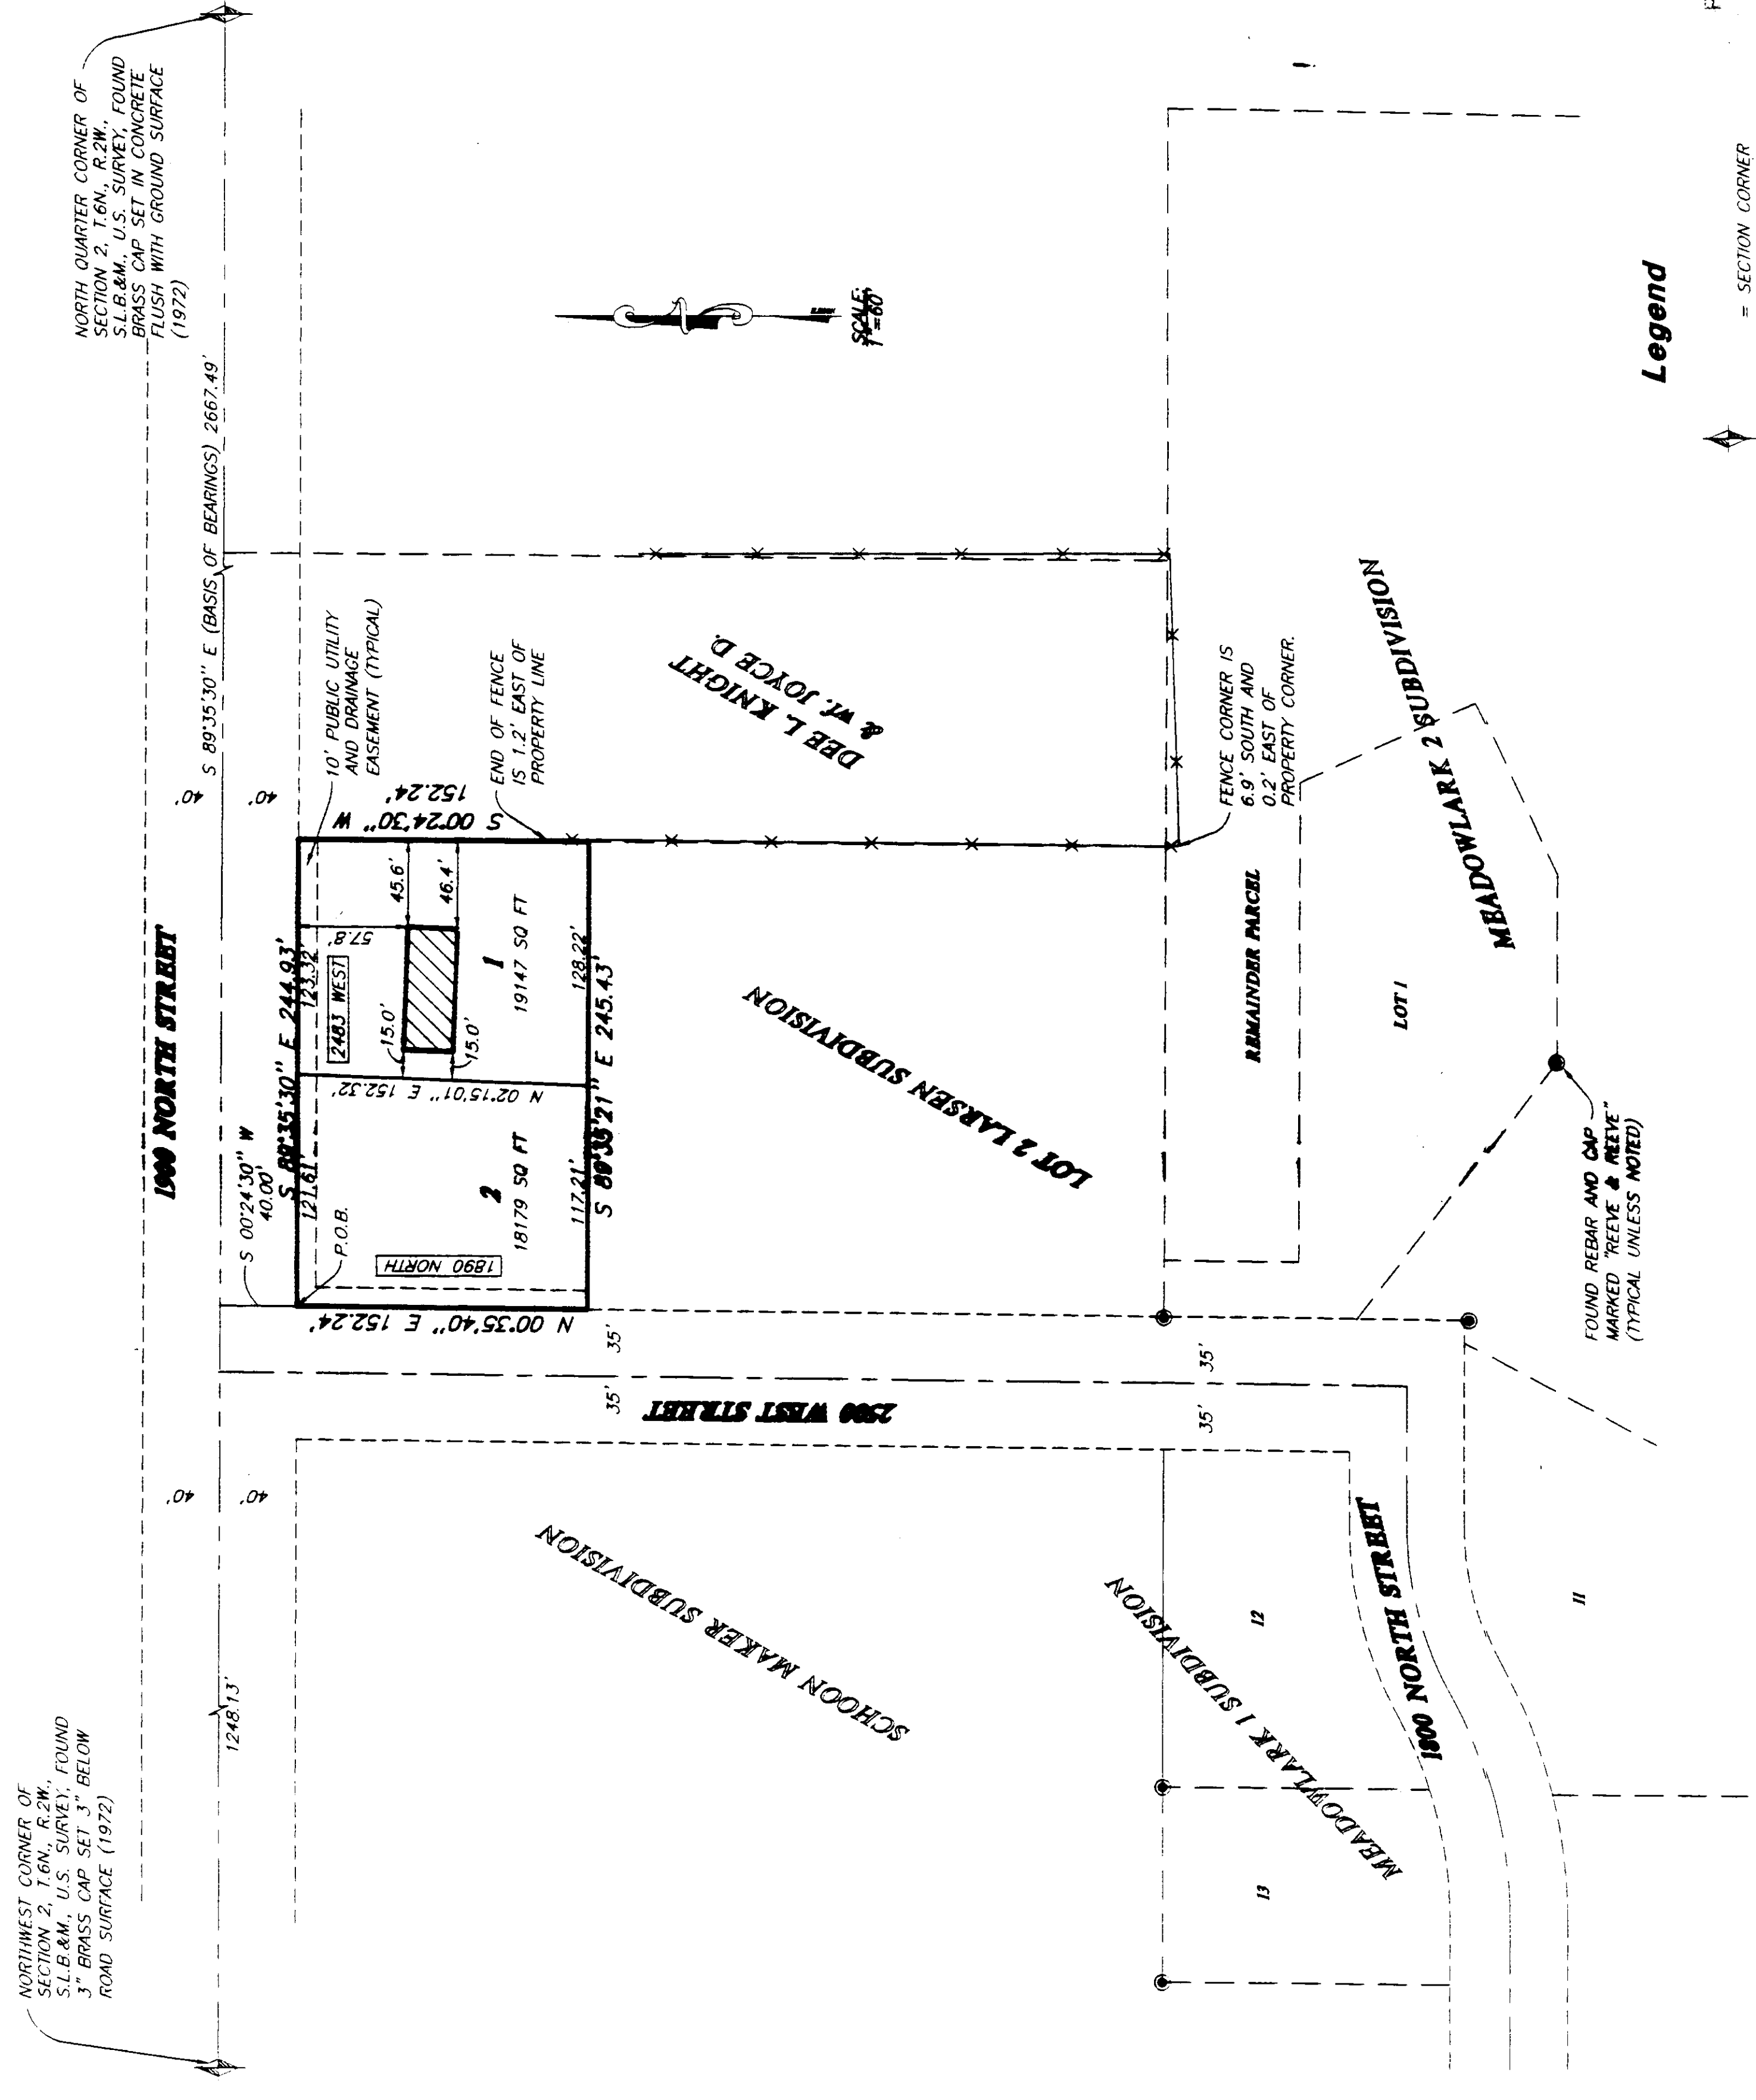 NORTHWEST CORNER OF
SECTION 2, T.6N., R.2W.,
S.L.B.&M., U.S. SURVEY, FOUND
3" BRASS CAP SET 3" BELOW
ROAD SURFACE (1972)
NORTH QUARTER CORNER OF
SECTION 2, T.6N., R.2W.,
S.L.B.&M., U.S. SURVEY, FOUND
BRASS CAP SET IN CONCRETE
FLUSH WITH GROUND SURFACE
(1972)
1900 NORTH STREET
S 89°35'30" E (BASIS OF BEARINGS) 2667.49'
1248.13'
40'
40'
40'
40'
S 00°24'30" W
40.00'
S 89°35'30" E 244.93'
121.61'
123.32'
P.O.B.
10' PUBLIC UTILITY
AND DRAINAGE
EASEMENT (TYPICAL)
2483 WEST
57.8'
1890 NORTH
N 00°35'40" E 152.24'
N 02°15'01" E 152.32'
S 00°24'30" W
152.24'
15.0'
15.0'
45.6'
46.4'
2
18179 SQ FT
1
19147 SQ FT
117.21'
128.22'
S 89°35'21" E 245.43'
END OF FENCE
IS 1.2' EAST OF
PROPERTY LINE
DEE L. KNIGHT
& wf. JOYCE D.
SCALE:
1"=60'
35'
35'
2500 WEST STREET
SCHOON MAKER SUBDIVISION
LOT 2 LARSEN SUBDIVISION
35'
35'
FENCE CORNER IS
6.9' SOUTH AND
0.2' EAST OF
PROPERTY CORNER.
REMAINDER PARCEL
MEADOWLARK 1 SUBDIVISION
12
13
1800 NORTH STREET
11
LOT 1
MEADOWLARK 2 SUBDIVISION
FOUND REBAR AND CAP
MARKED "REEVE & REEVE"
(TYPICAL UNLESS NOTED)
Legend
= SECTION CORNER